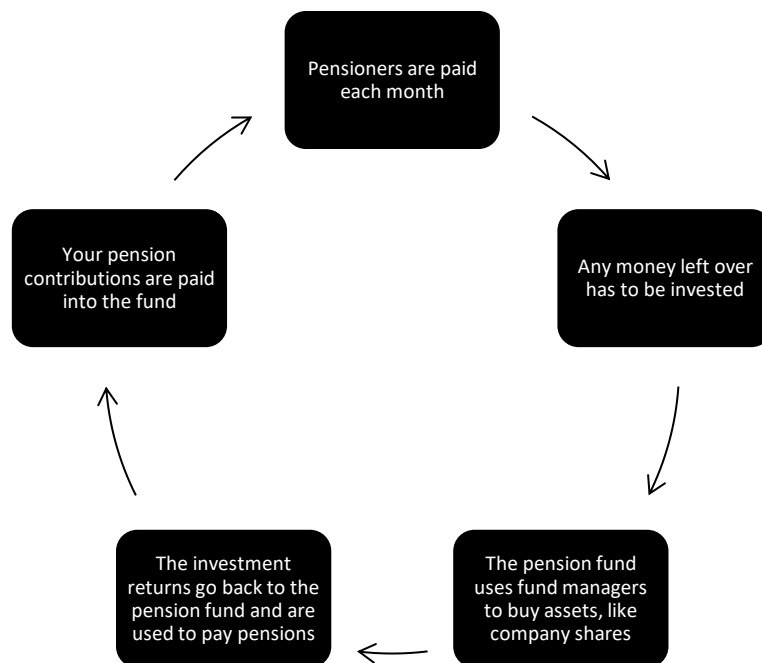 Pensioners are paid
each month
Any money left over
has to be invested
The pension fund
uses fund managers
to buy assets, like
company shares
The investment
returns go back to the
pension fund and are
used to pay pensions
Your pension
contributions are paid
into the fund